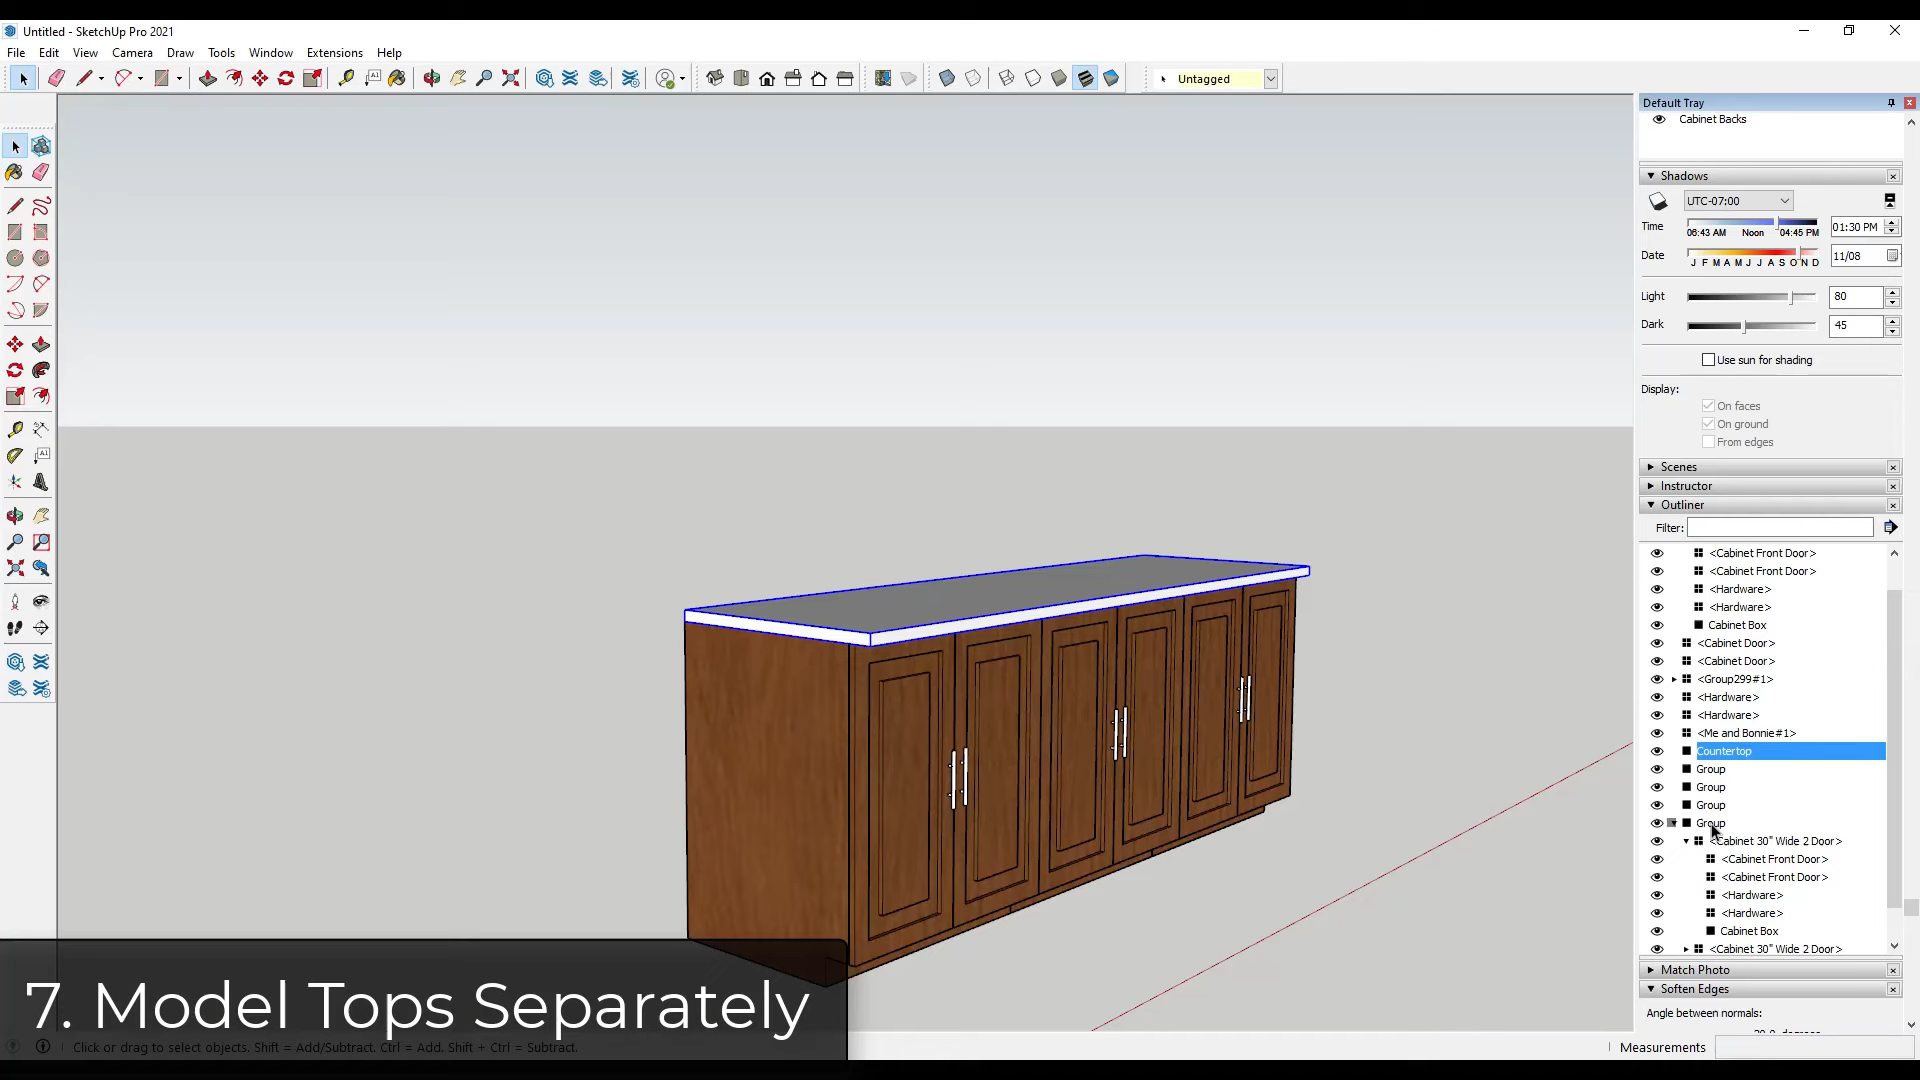 Untitled - SketchUp Pro 2021
File Edit View Camera Draw Tools Window Extensions Help
Untagged
Default Tray
Cabinet Backs
Shadows
UTC-07:00
Time
06:43 AM Noon 04:45 PM
01:30 PM
Date
J F M A M J J A S O N D
11/08
Light
80
Dark
45
Use sun for shading
Display:
On faces
On ground
From edges
Scenes
Instructor
Outliner
Filter:
<Cabinet Front Door>
<Cabinet Front Door>
<Hardware>
<Hardware>
Cabinet Box
<Cabinet Door>
<Cabinet Door>
<Group299#1>
<Hardware>
<Hardware>
<Me and Bonnie#1>
Countertop
Group
Group
Group
Group
<Cabinet 30" Wide 2 Door>
<Cabinet Front Door>
<Cabinet Front Door>
<Hardware>
<Hardware>
Cabinet Box
<Cabinet 30" Wide 2 Door>
Match Photo
Soften Edges
Angle between normals:
7. Model Tops Separately
Click or drag to select objects. Shift = Add/Subtract. Ctrl = Add. Shift + Ctrl = Subtract.
Measurements